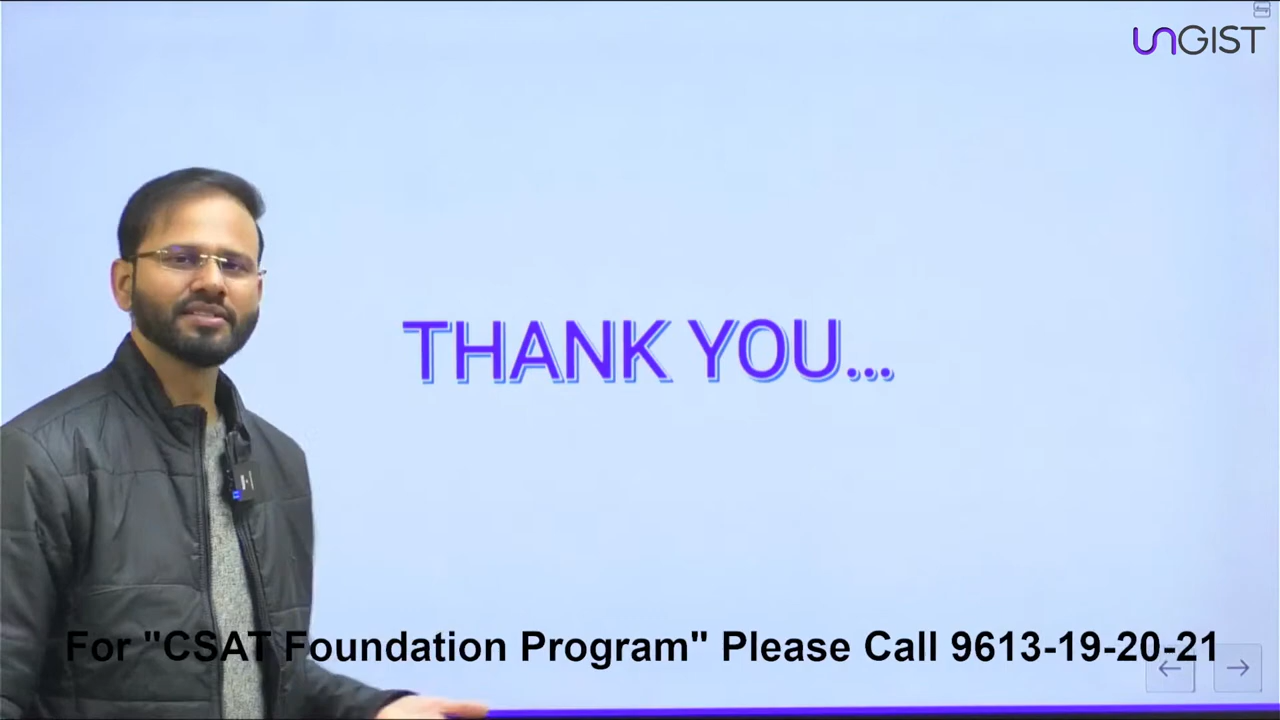 UNGIST
THANK YOU...
For "CSAT Foundation Program" Please Call 9613-19-20-21